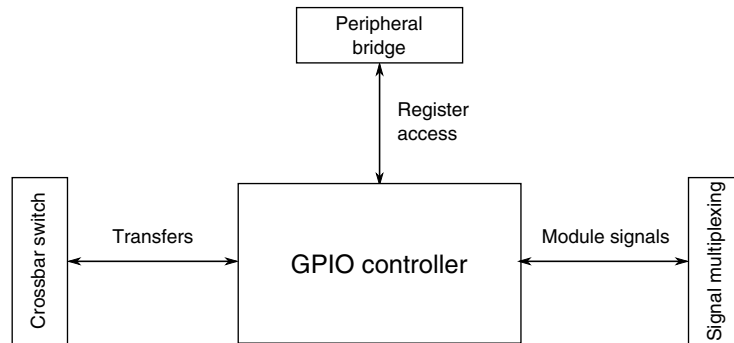 Peripheral
bridge
Register
access
Crossbar switch
Transfers
GPIO controller
Module signals
Signal multiplexing